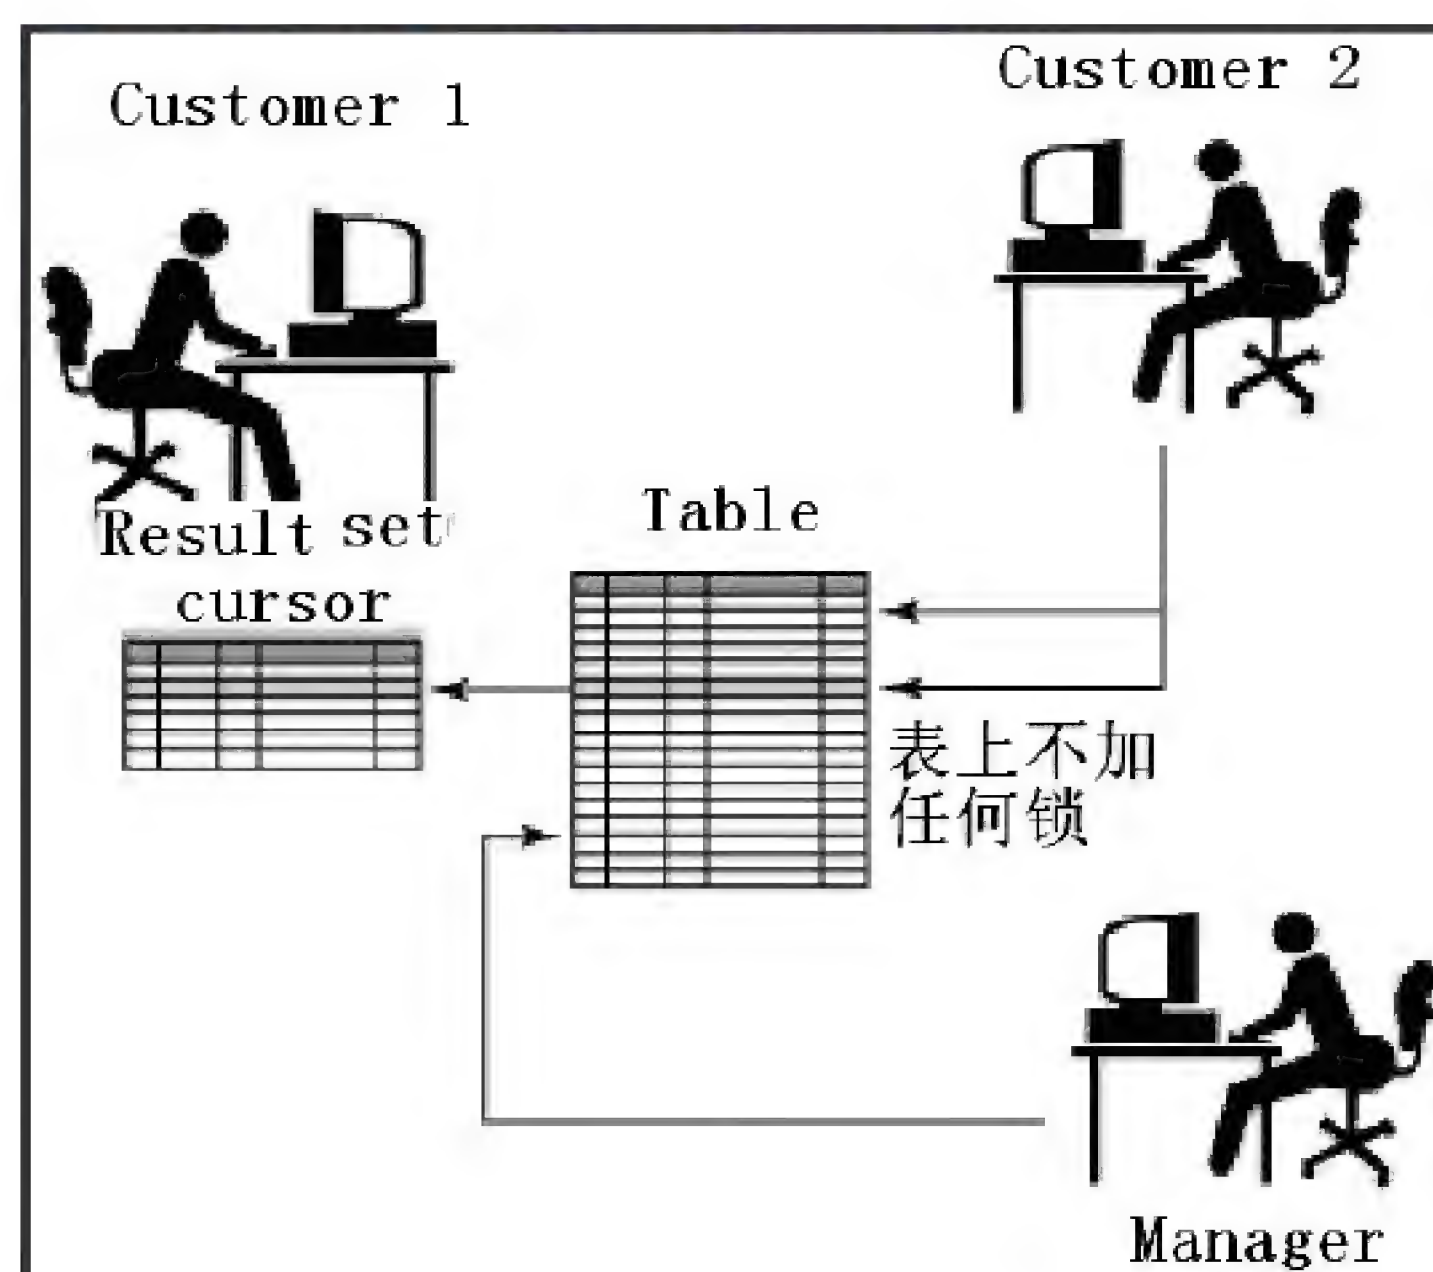 Customer 1
Customer 2
Result set
cursor
Table
表上不加
任何锁
Manager